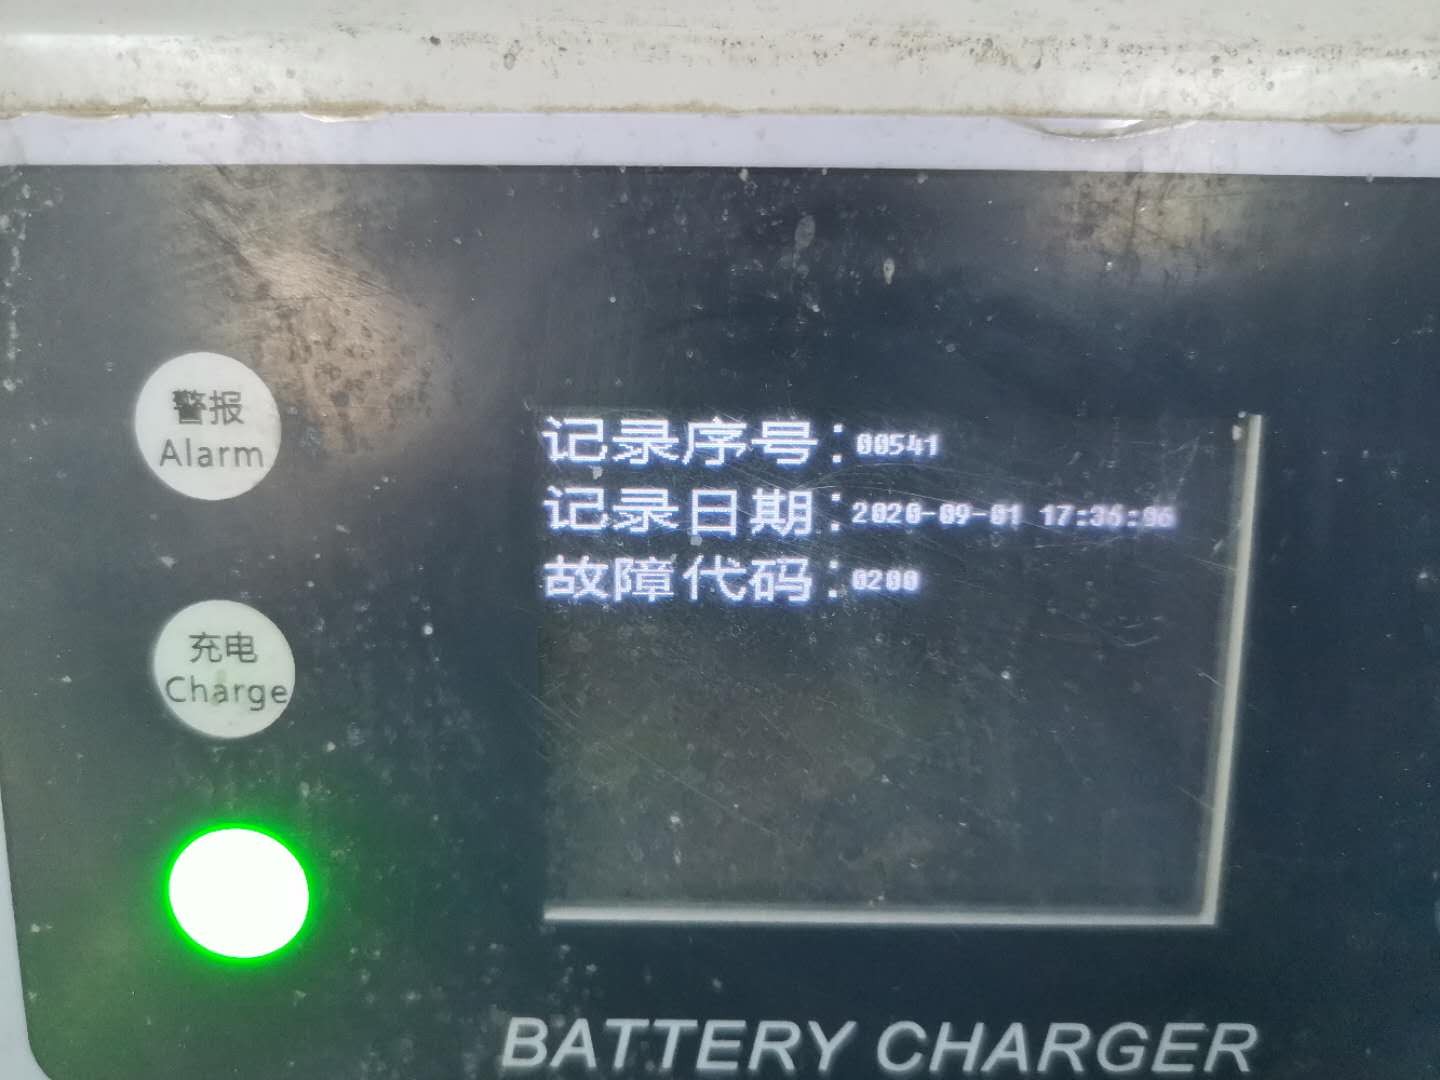 警报
Alarm
记录序号:00541
记录日期:2020-09-01 17:36:06
故障代码:0200
充电
Charge
BATTERY CHARGER